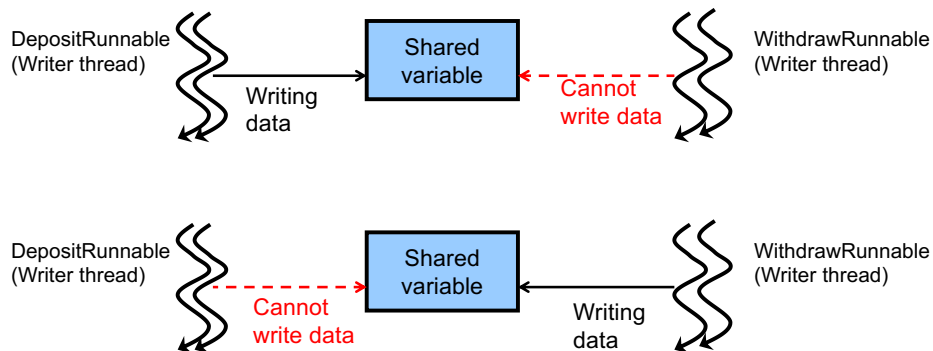 DepositRunnable
(Writer thread)
Shared
variable
WithdrawRunnable
(Writer thread)
Writing
data
Cannot
write data
DepositRunnable
(Writer thread)
Shared
variable
WithdrawRunnable
(Writer thread)
Cannot
write data
Writing
data